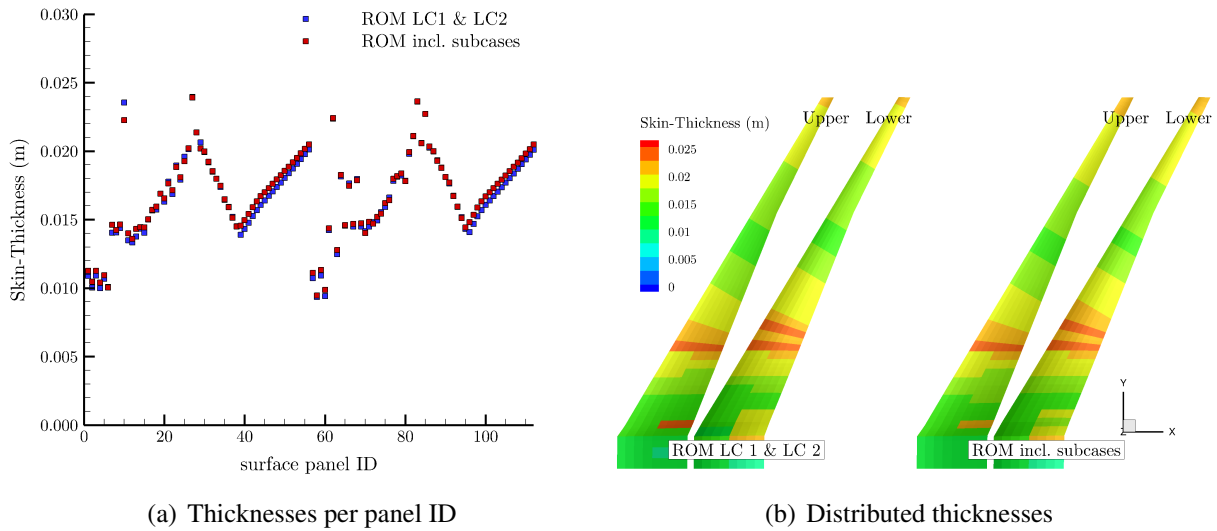 0.030
ROM LC1 & LC2
ROM incl. subcases
0.025
0.020
0.015
0.010
0.005
0.000
Skin-Thickness (m)
0 20 40 60 80 100
surface panel ID
(a) Thicknesses per panel ID
Skin-Thickness (m)
0.025
0.02
0.015
0.01
0.005
0
Upper Lower
ROM LC 1 & LC 2
Upper Lower
ROM incl. subcases
Y
Z X
(b) Distributed thicknesses